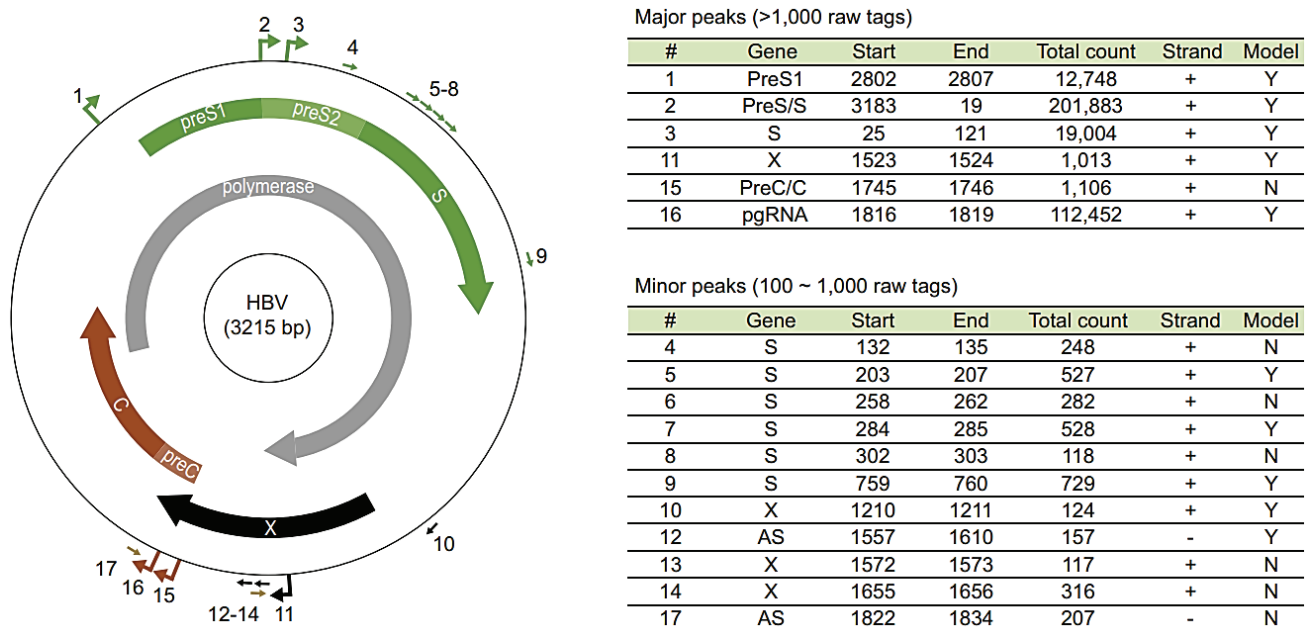 2
3
4
1
5-8
preS1
preS2
S
polymerase
9
HBV
(3215 bp)
C
preC
X
10
17
16
15
12-14
11
Major peaks (>1,000 raw tags)
# Gene Start End Total count Strand Model
1 PreS1 2802 2807 12,748 + Y
2 PreS/S 3183 19 201,883 + Y
3 S 25 121 19,004 + Y
11 X 1523 1524 1,013 + Y
15 PreC/C 1745 1746 1,106 + N
16 pgRNA 1816 1819 112,452 + Y
Minor peaks (100 ~ 1,000 raw tags)
# Gene Start End Total count Strand Model
4 S 132 135 248 + N
5 S 203 207 527 + Y
6 S 258 262 282 + N
7 S 284 285 528 + Y
8 S 302 303 118 + N
9 S 759 760 729 + Y
10 X 1210 1211 124 + Y
12 AS 1557 1610 157 - Y
13 X 1572 1573 117 + N
14 X 1655 1656 316 + N
17 AS 1822 1834 207 - N